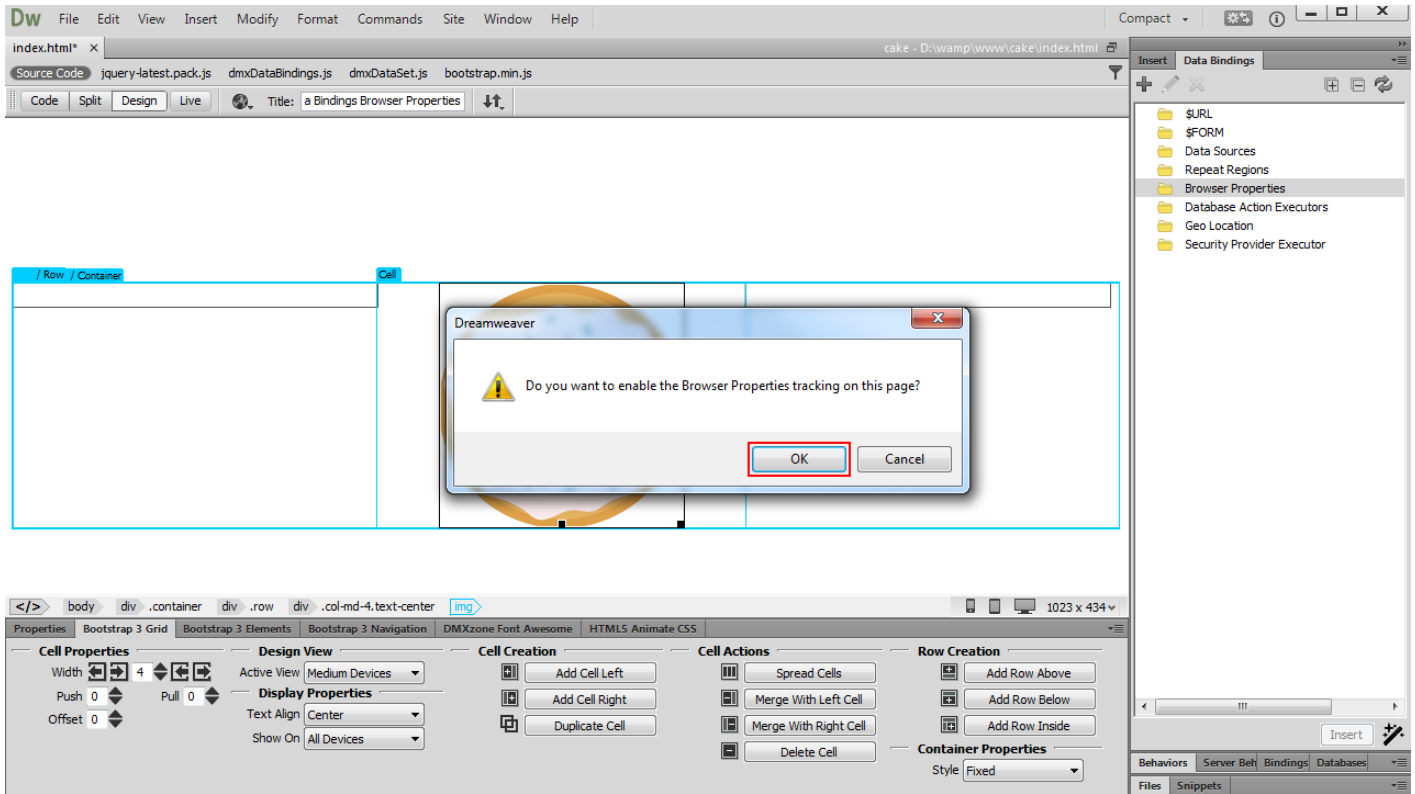 Dw File Edit View Insert Modify Format Commands Site Window Help Compact
index.html* × cake - D:\wamp\www\cake\index.html
Source Code jquery-latest.pack.js dmxDataBindings.js dmxDataSet.js bootstrap.min.js
Code Split Design Live Title: a Bindings Browser Properties
Insert Data Bindings
$URL
$FORM
Data Sources
Repeat Regions
Browser Properties
Database Action Executors
Geo Location
Security Provider Executor
/ Row / Container Cell
Dreamweaver
Do you want to enable the Browser Properties tracking on this page?
OK Cancel
</> body div .container div .row div .col-md-4.text-center img 1023 x 434
Properties Bootstrap 3 Grid Bootstrap 3 Elements Bootstrap 3 Navigation DMXzone Font Awesome HTML5 Animate CSS
Cell Properties Design View Cell Creation Cell Actions Row Creation
Width 4 Active View Medium Devices Add Cell Left Spread Cells Add Row Above
Push 0 Pull 0 Display Properties Add Cell Right Merge With Left Cell Add Row Below
Offset 0 Text Align Center Duplicate Cell Merge With Right Cell Add Row Inside
Show On All Devices Delete Cell Container Properties
Style Fixed
Insert
Behaviors Server Beh Bindings Databases
Files Snippets